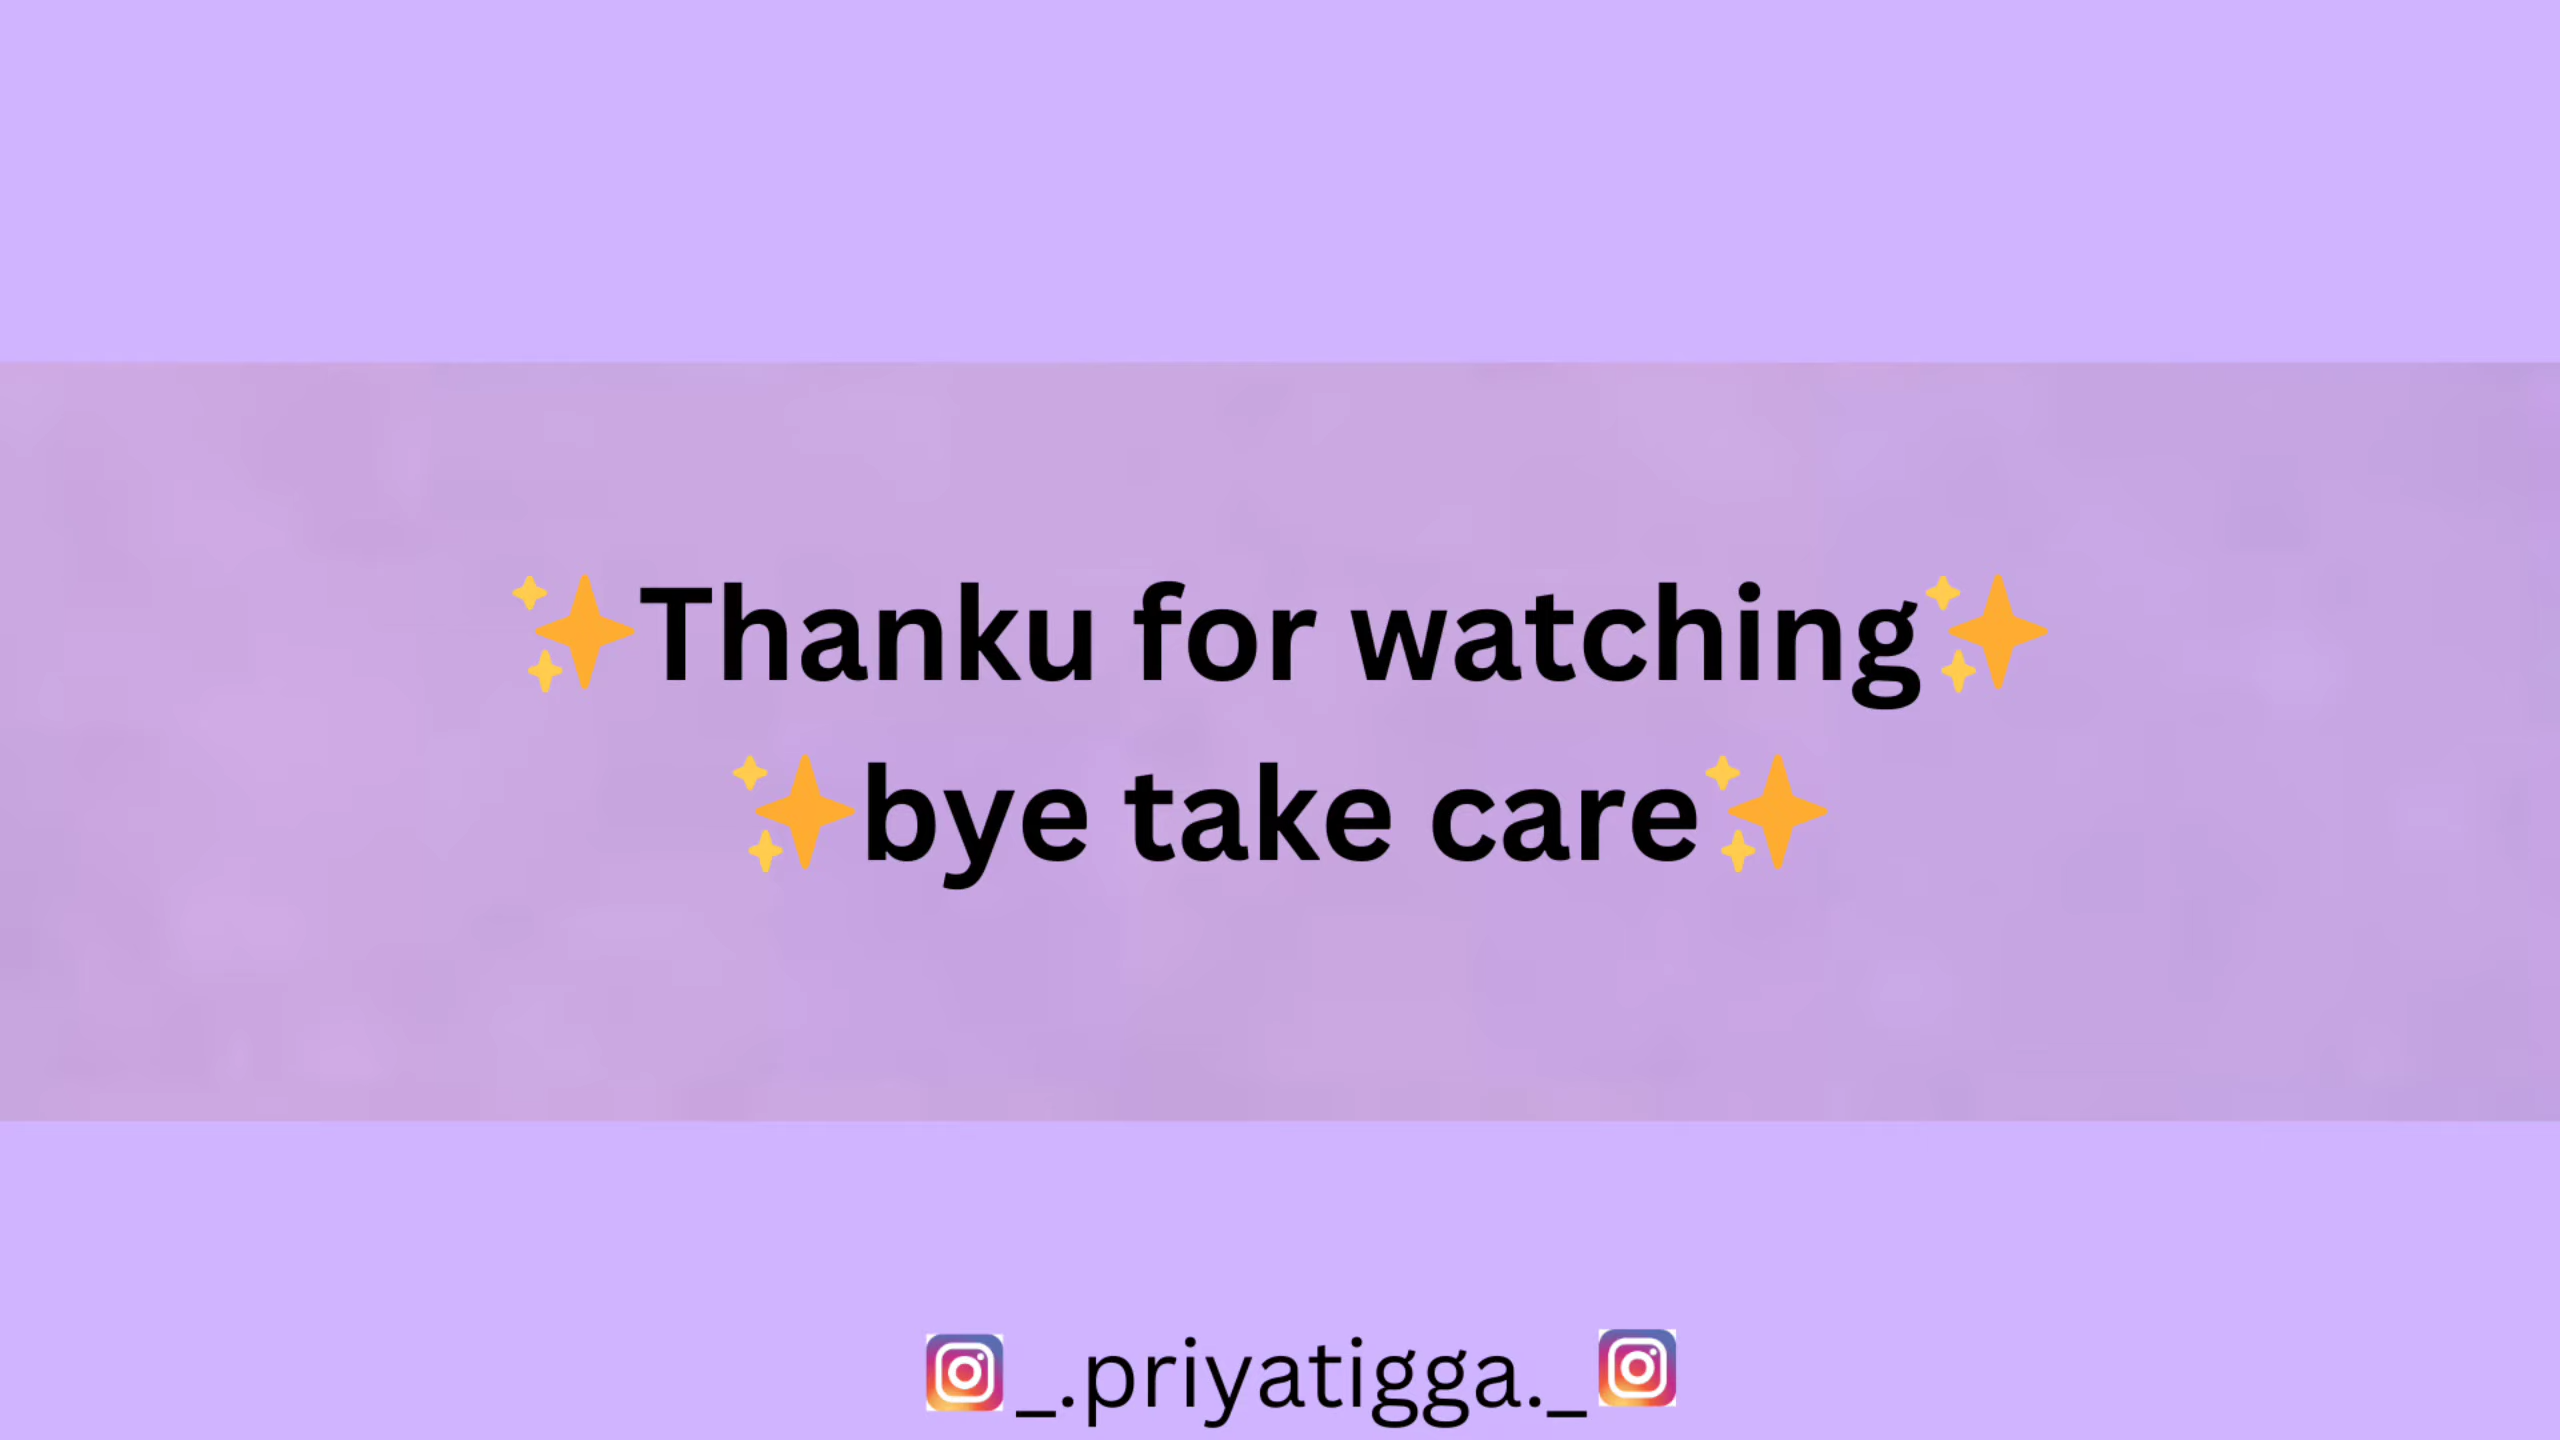 ✨Thanku for watching✨
✨bye take care✨
_.priyatigga._